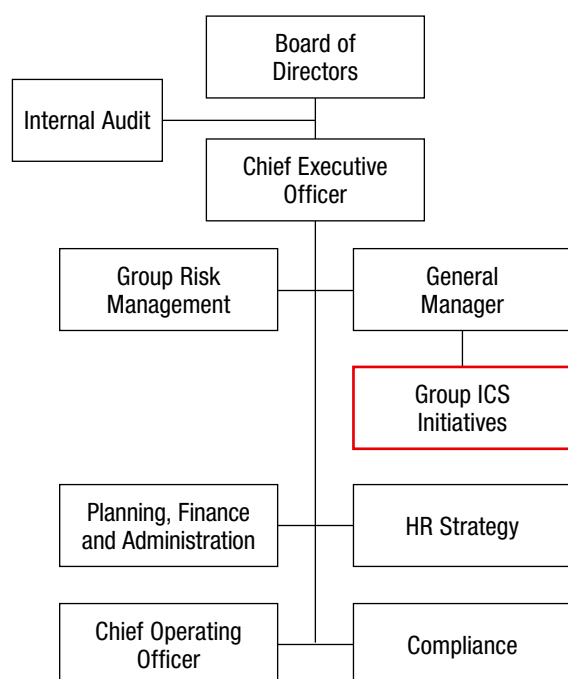 Board of
Directors
Internal Audit
Chief Executive
Officer
Group Risk
Management
General
Manager
Group ICS
Initiatives
Planning, Finance
and Administration
HR Strategy
Chief Operating
Officer
Compliance